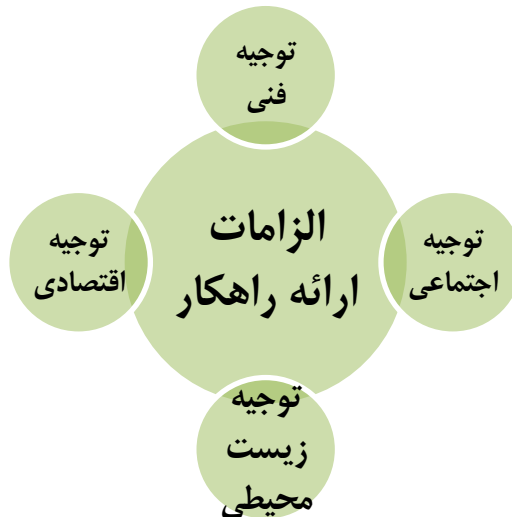 توجیه
فنی
الزامات
ارائه راهکار
توجیه
اجتماعی
توجیه
اقتصادی
توجیه
زیست
محیطی